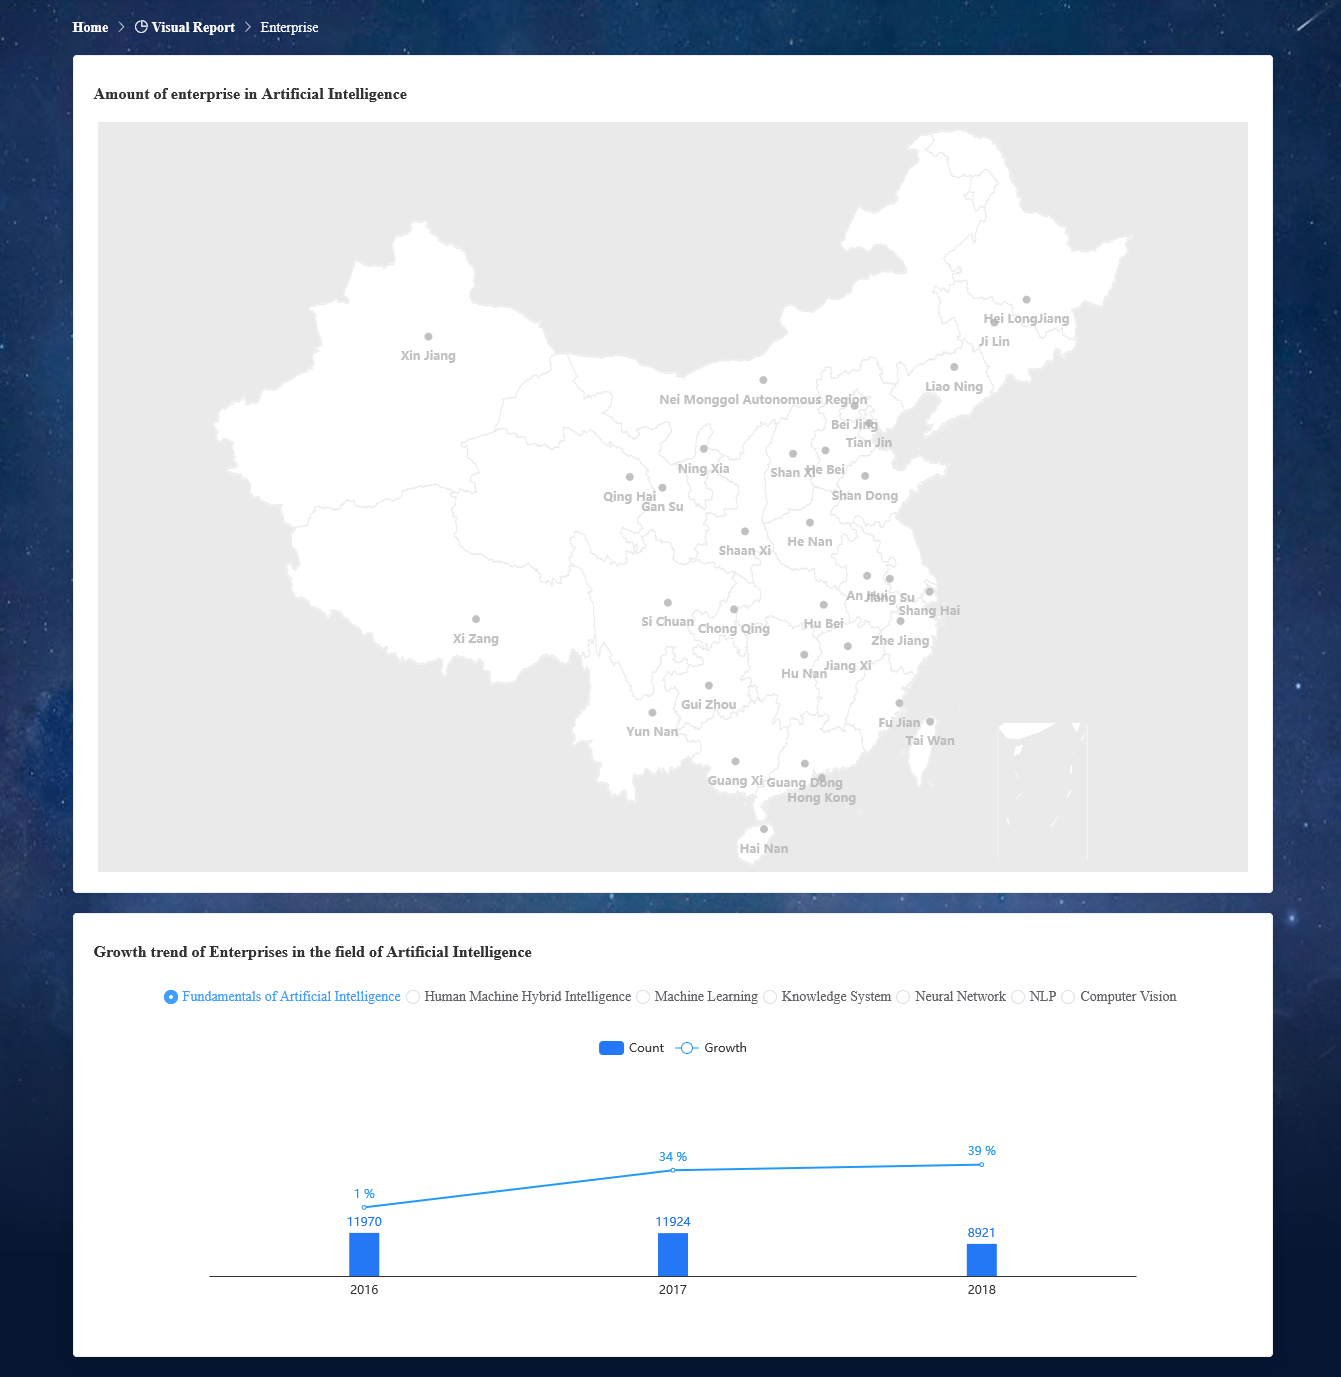 Home > Visual Report > Enterprise
Amount of enterprise in Artificial Intelligence
Hei LongJiang
Ji Lin
Xin Jiang
Liao Ning
Nei Monggol Autonomous Region
Bei Jing
Tian Jin
Ning Xia
Shan Xi
He Bei
Qing Hai
Gan Su
Shan Dong
He Nan
Shaan Xi
An Hui
Jiang Su
Shang Hai
Si Chuan
Chong Qing
Hu Bei
Xi Zang
Zhe Jiang
Hu Nan
Jiang Xi
Gui Zhou
Fu Jian
Yun Nan
Tai Wan
Guang Xi
Guang Dong
Hong Kong
Hai Nan
Growth trend of Enterprises in the field of Artificial Intelligence
Fundamentals of Artificial Intelligence Human Machine Hybrid Intelligence Machine Learning Knowledge System Neural Network NLP Computer Vision
Count Growth
39 %
34 %
1 %
11970 11924 8921
2016 2017 2018